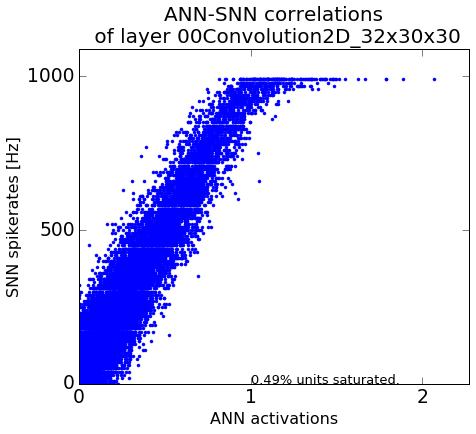 ANN-SNN correlations
of layer 00Convolution2D_32x30x30
1000
SNN spikerates [Hz]
500
0
0.49% units saturated.
0 1 2
ANN activations